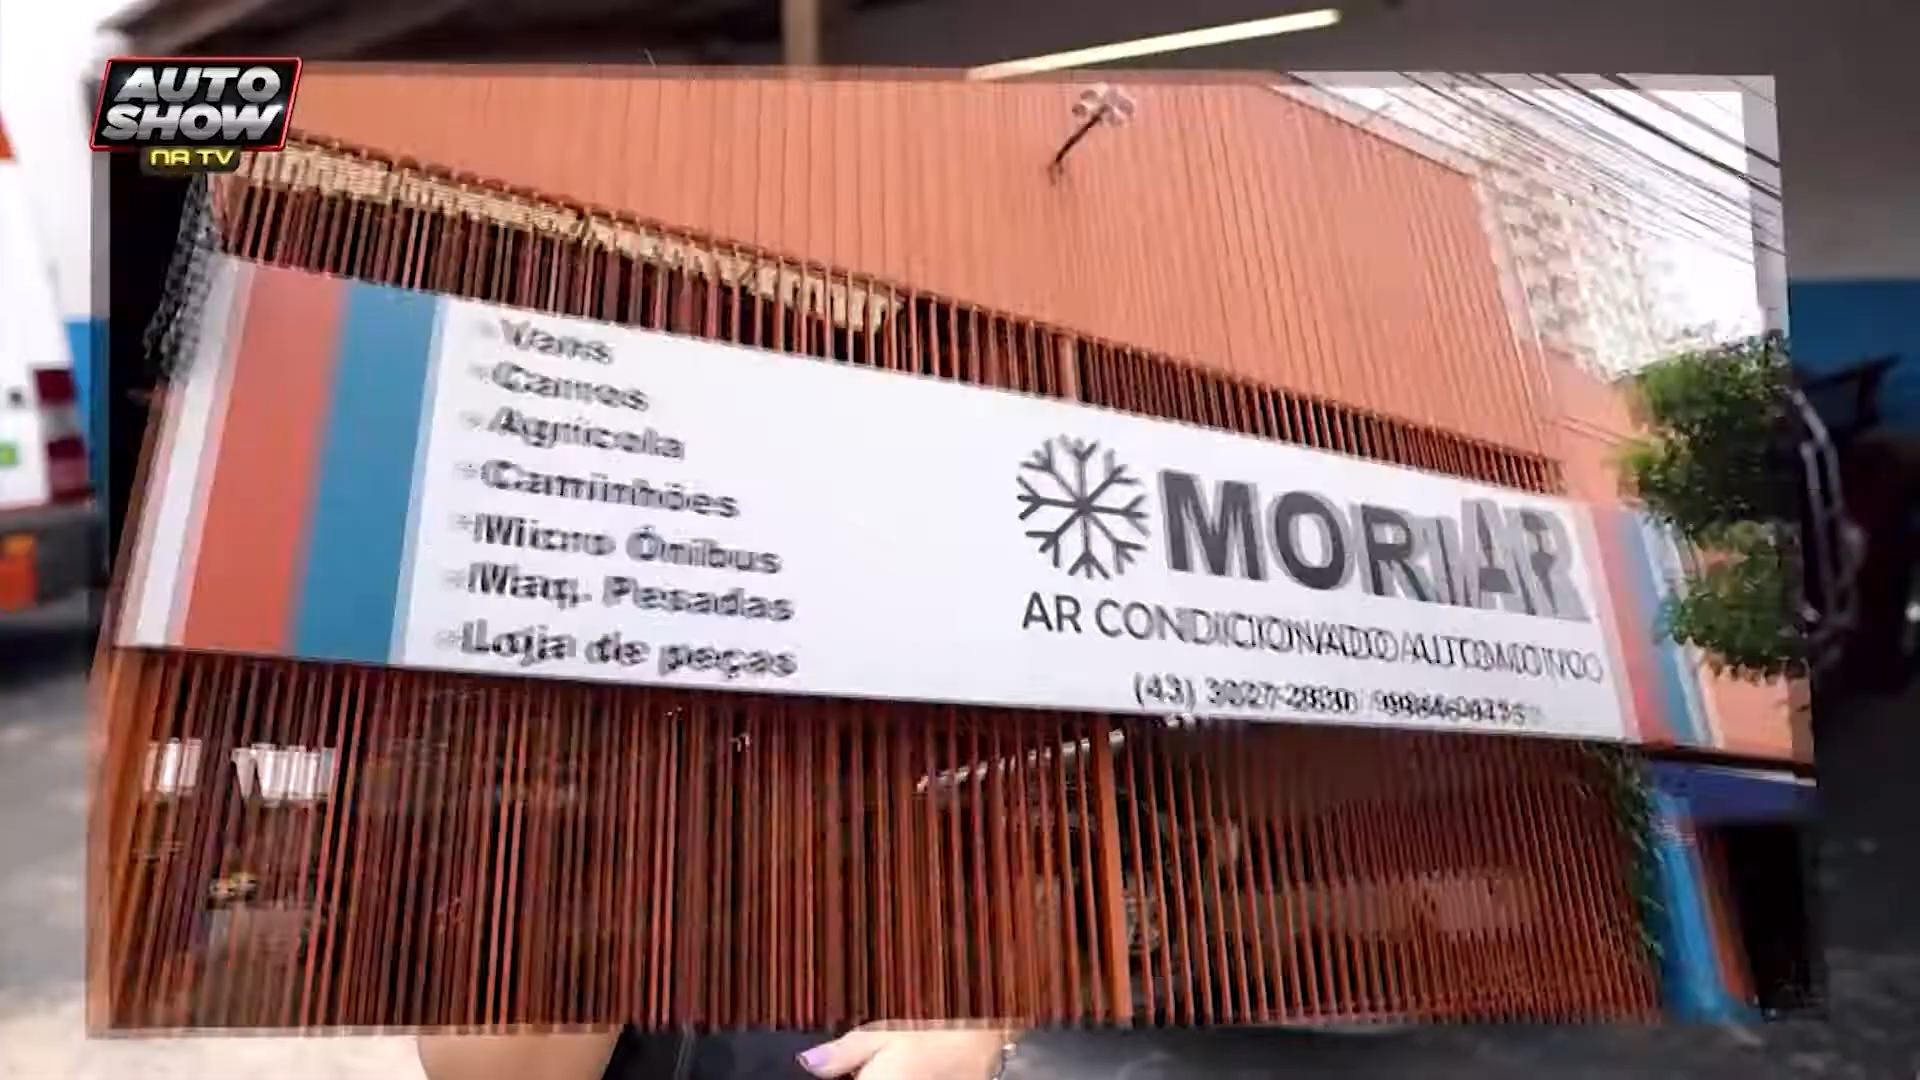 AUTO
SHOW
NA TV
Vans
Carros
Agrícola
Caminhões
Micro Ônibus
Maq. Pesadas
Loja de peças
MORIAR
AR CONDICIONADO AUTOMOTIVO
(43) 3027-2830